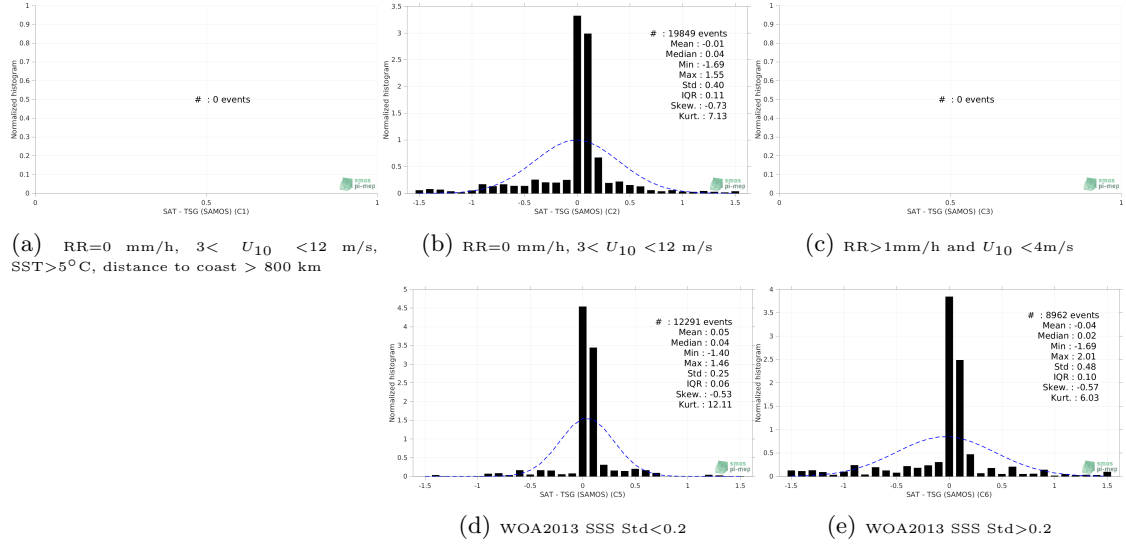 1
0.9
0.8
0.7
0.6
0.5
0.4
0.3
0.2
0.1
0
Normalized histogram
# : 0 events
smos
pi-mep
0 0.5 1
SAT - TSG (SAMOS) (C1)
(a) RR=0 mm/h, 3< U10 <12 m/s,
SST>5°C, distance to coast > 800 km
3.5
3
2.5
2
1.5
1
0.5
0
Normalized histogram
# : 19849 events
Mean : -0.01
Median : 0.04
Min : -1.69
Max : 1.55
Std : 0.40
IQR : 0.11
Skew. : -0.73
Kurt. : 7.13
smos
pi-mep
-1.5 -1 -0.5 0 0.5 1 1.5
SAT - TSG (SAMOS) (C2)
(b) RR=0 mm/h, 3< U10 <12 m/s
1
0.9
0.8
0.7
0.6
0.5
0.4
0.3
0.2
0.1
0
Normalized histogram
# : 0 events
smos
pi-mep
0 0.5 1
SAT - TSG (SAMOS) (C3)
(c) RR>1mm/h and U10 <4m/s
5
4.5
4
3.5
3
2.5
2
1.5
1
0.5
0
Normalized histogram
# : 12291 events
Mean : 0.05
Median : 0.04
Min : -1.40
Max : 1.46
Std : 0.25
IQR : 0.06
Skew. : -0.53
Kurt. : 12.11
smos
pi-mep
-1.5 -1 -0.5 0 0.5 1 1.5
SAT - TSG (SAMOS) (C5)
(d) WOA2013 SSS Std<0.2
4
3.5
3
2.5
2
1.5
1
0.5
0
Normalized histogram
# : 8962 events
Mean : -0.04
Median : 0.02
Min : -1.69
Max : 2.01
Std : 0.48
IQR : 0.10
Skew. : -0.57
Kurt. : 6.03
smos
pi-mep
-1.5 -1 -0.5 0 0.5 1 1.5
SAT - TSG (SAMOS) (C6)
(e) WOA2013 SSS Std>0.2